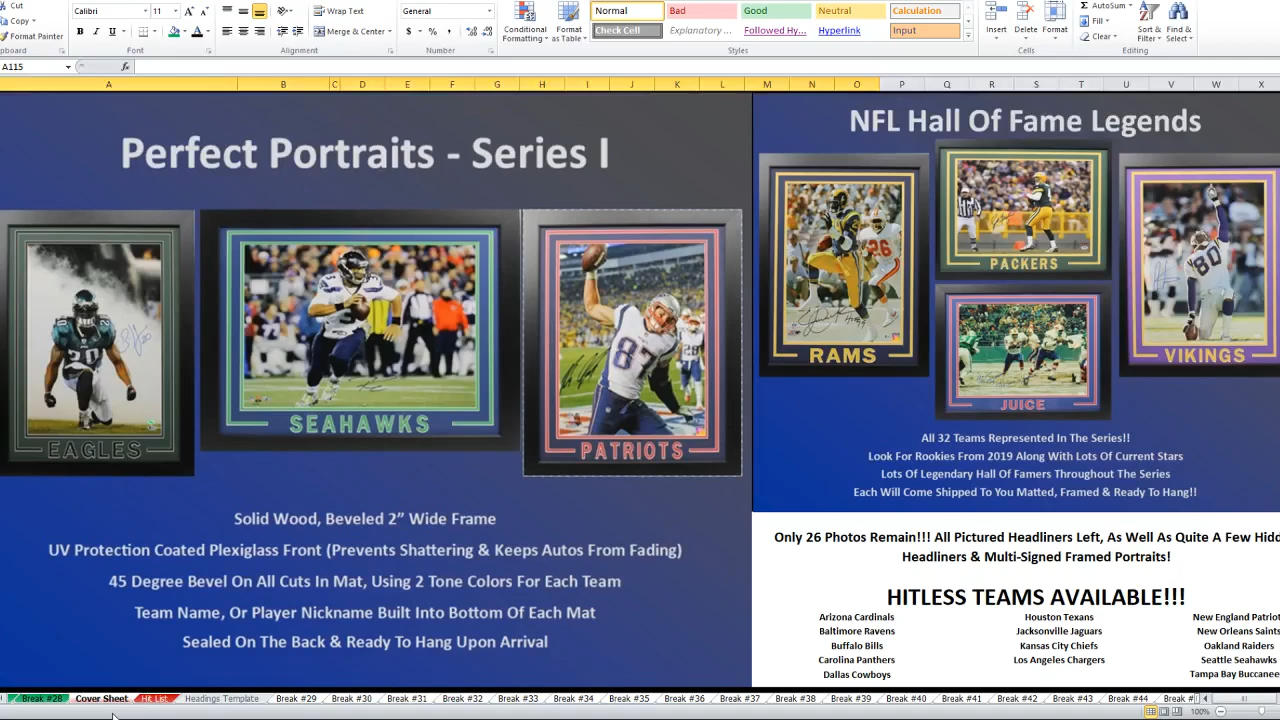 Cut
Calibri
11
Wrap Text
General
Normal
Bad
Good
Neutral
Calculation
AutoSum
Copy
Fill
Format Painter
Merge & Center
Conditional Formatting
Format as Table
Check Cell
Explanatory ...
Followed Hy...
Hyperlink
Input
Insert
Delete
Format
Clear
Sort & Filter
Find & Select
pboard
Font
Alignment
Number
Styles
Cells
Editing
A115
fx
A B C D E F G H I J K L M N O P Q R S T U V W X
Perfect Portraits - Series I
EAGLES
SEAHAWKS
PATRIOTS
Solid Wood, Beveled 2” Wide Frame
UV Protection Coated Plexiglass Front (Prevents Shattering & Keeps Autos From Fading)
45 Degree Bevel On All Cuts In Mat, Using 2 Tone Colors For Each Team
Team Name, Or Player Nickname Built Into Bottom Of Each Mat
Sealed On The Back & Ready To Hang Upon Arrival
NFL Hall Of Fame Legends
RAMS
PACKERS
JUICE
VIKINGS
All 32 Teams Represented In The Series!!
Look For Rookies From 2019 Along With Lots Of Current Stars
Lots Of Legendary Hall Of Famers Throughout The Series
Each Will Come Shipped To You Matted, Framed & Ready To Hang!!
Only 26 Photos Remain!!! All Pictured Headliners Left, As Well As Quite A Few Hidd
Headliners & Multi-Signed Framed Portraits!
HITLESS TEAMS AVAILABLE!!!
Arizona Cardinals Houston Texans New England Patriot
Baltimore Ravens Jacksonville Jaguars New Orleans Saints
Buffalo Bills Kansas City Chiefs Oakland Raiders
Carolina Panthers Los Angeles Chargers Seattle Seahawks
Dallas Cowboys Tampa Bay Buccanee
Break #28 Cover Sheet Hit List Headings Template Break #29 Break #30 Break #31 Break #32 Break #33 Break #34 Break #35 Break #36 Break #37 Break #38 Break #39 Break #40 Break #41 Break #42 Break #43 Break #44 Break #
100%